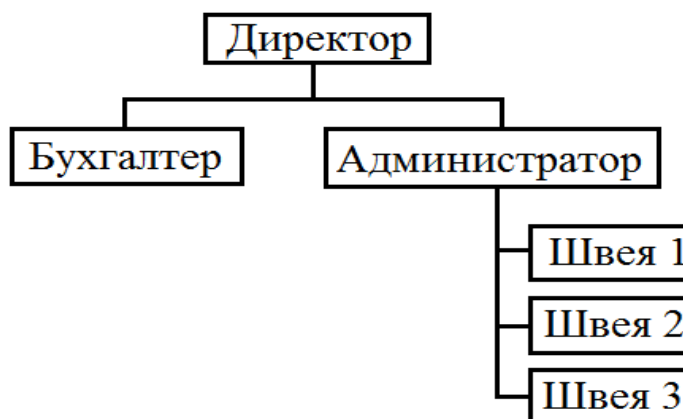 Директор
Бухгалтер
Администратор
Швея 1
Швея 2
Швея 3